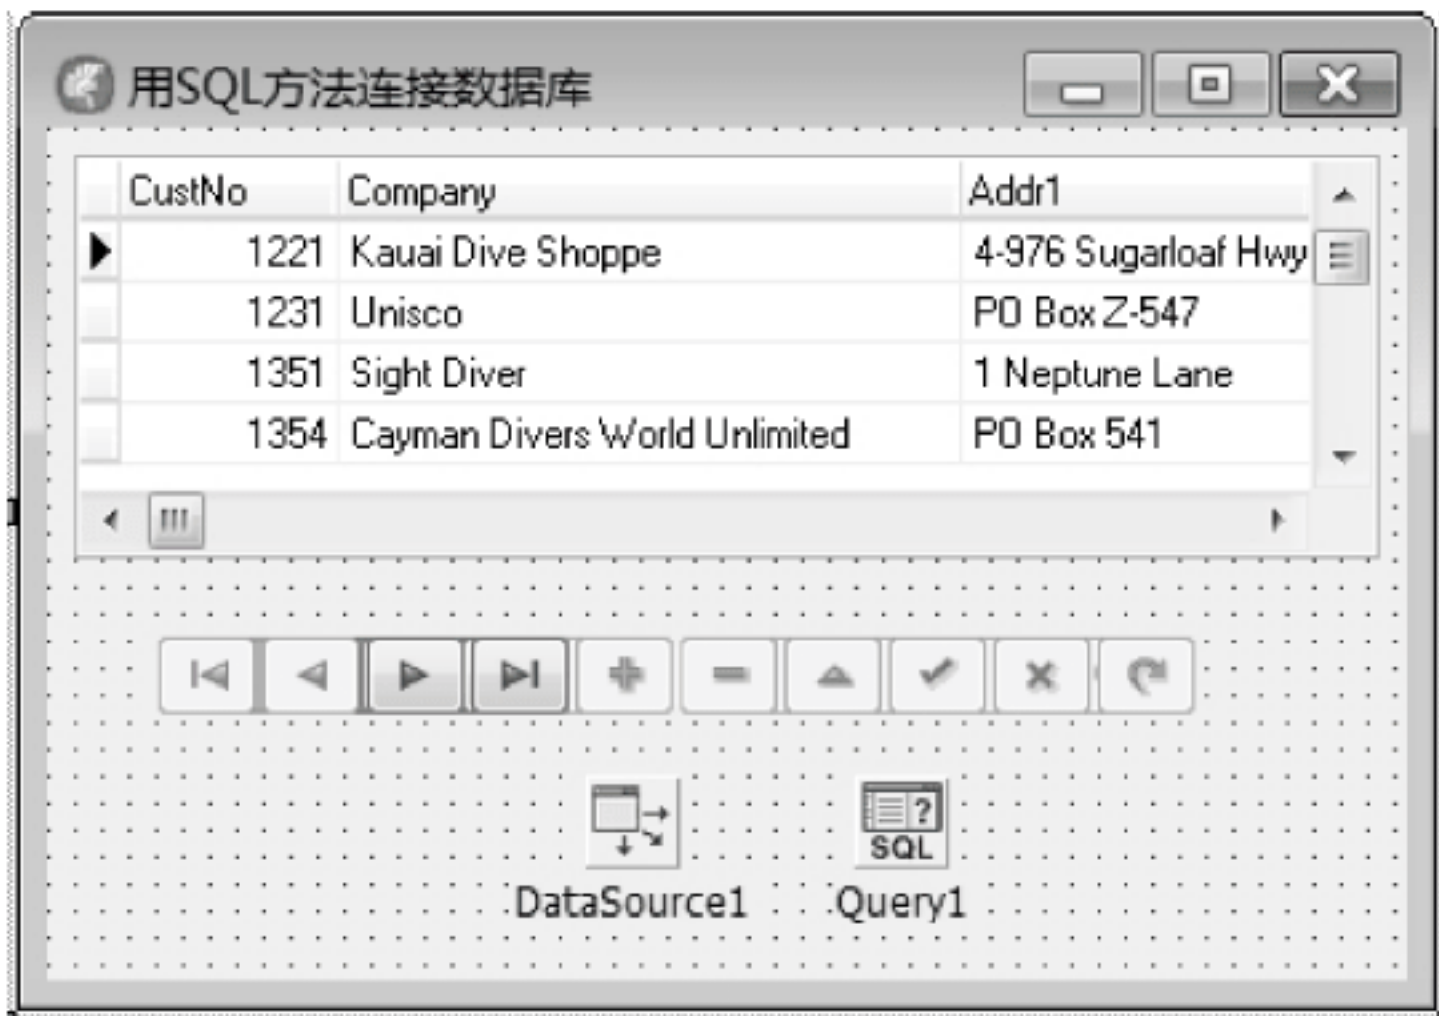 用SQL方法连接数据库
CustNo Company Addr1
1221 Kauai Dive Shoppe 4-976 Sugarloaf Hwy
1231 Unisco PO Box Z-547
1351 Sight Diver 1 Neptune Lane
1354 Cayman Divers World Unlimited PO Box 541
? SQL
DataSource1 Query1